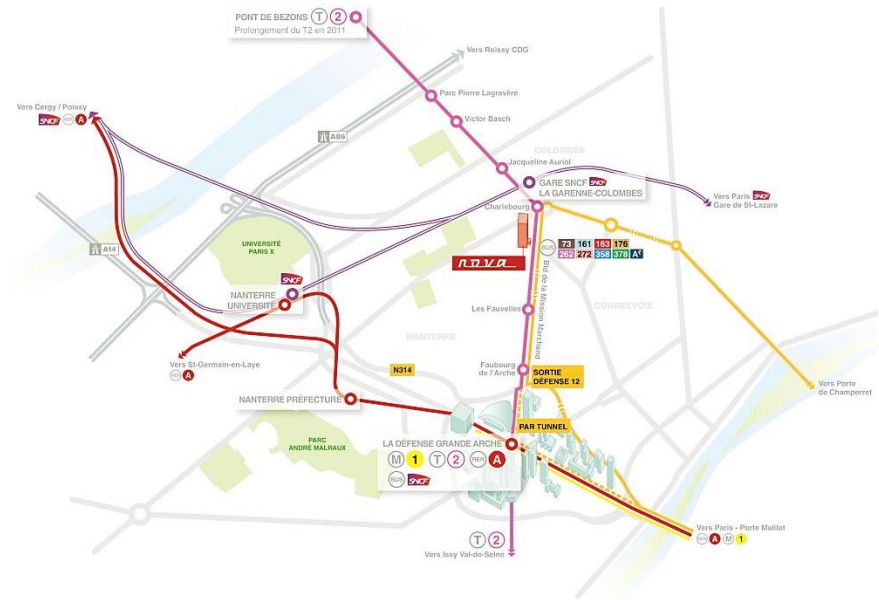 PONT DE BEZONS T 2
Prolongement du T2 en 2011
Vers Roissy CDG
Parc Pierre Lagravère
Vers Cergy / Poissy
SNCF RER A
Victor Basch
A86
COLOMBES
Jacqueline Auriol
GARE SNCF SNCF
LA GARENNE-COLOMBES
Vers Paris SNCF
Gare de St-Lazare
Charlebourg
A14
UNIVERSITÉ
PARIS X
BUS 73 161 163 176
262 272 358 378
nova
SNCF
NANTERRE
UNIVERSITÉ
Bld de la Mission Marchand
Les Fauvelles
COURBEVOIE
NANTERRE
Vers St-Germain-en-Laye
RER A
N314
Faubourg
de l'Arche
SORTIE
DÉFENSE 12
Vers Porte
de Champerret
NANTERRE PRÉFECTURE
PAR TUNNEL
PARC
ANDRÉ MALRAUX
LA DÉFENSE GRANDE ARCHE
M 1 T 2 RER A
BUS SNCF
Vers Paris - Porte Maillot
RER A M 1
T 2
Vers Issy Val-de-Seine